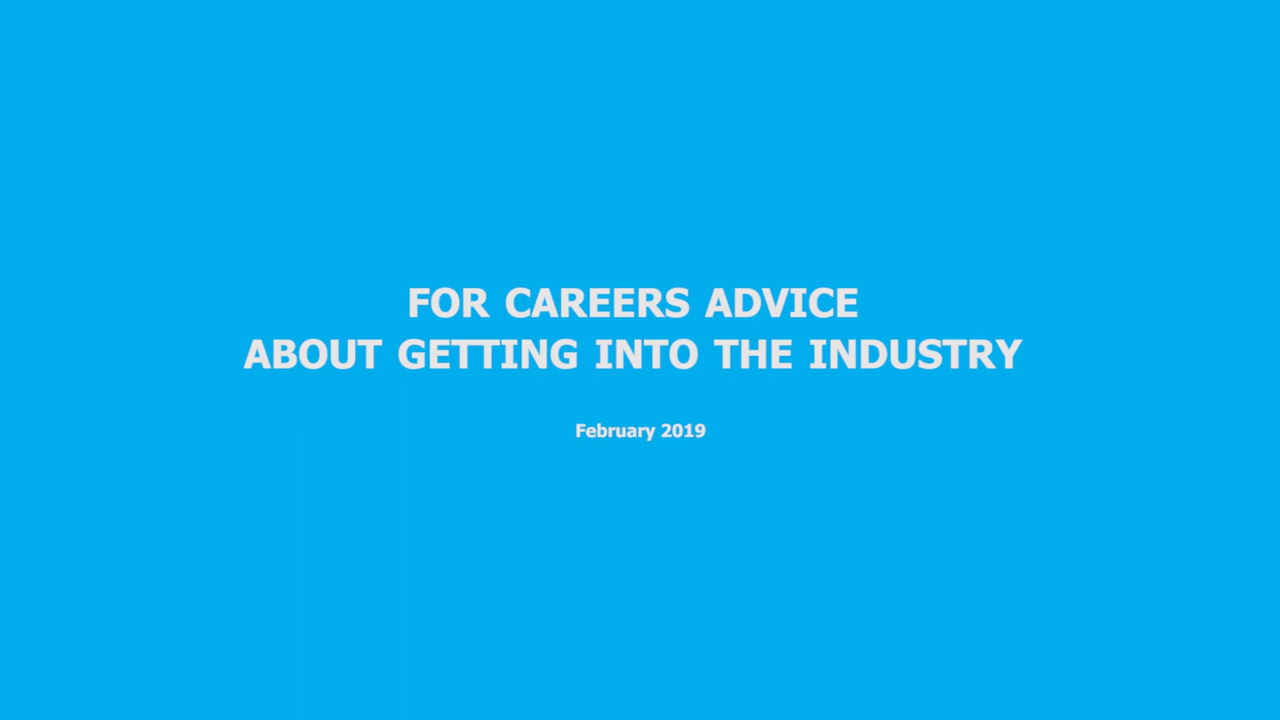 FOR CAREERS ADVICE
ABOUT GETTING INTO THE INDUSTRY
February 2019